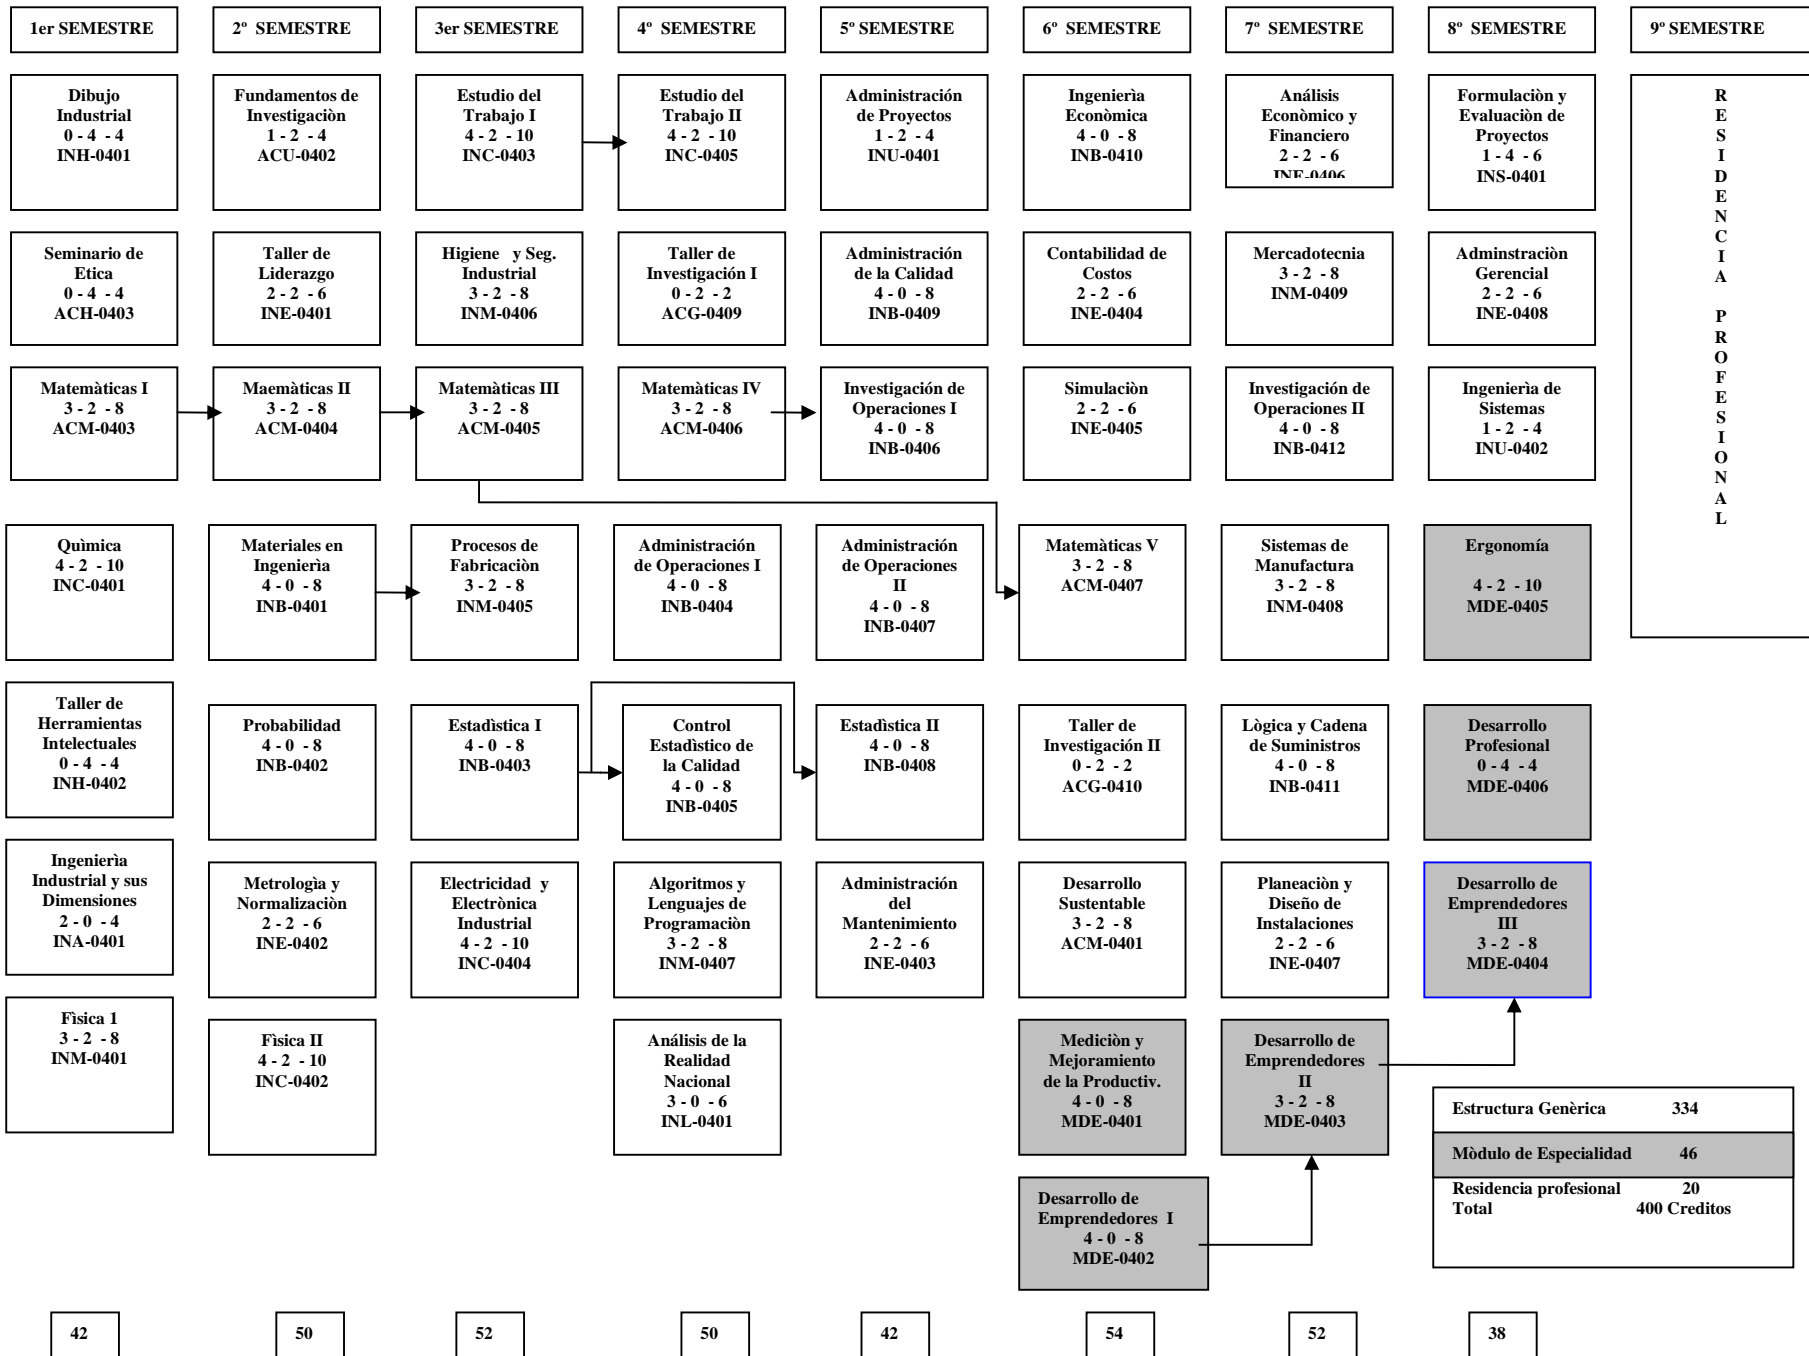 1er SEMESTRE
2º SEMESTRE
3er SEMESTRE
4º SEMESTRE
5º SEMESTRE
6º SEMESTRE
7º SEMESTRE
8º SEMESTRE
9º SEMESTRE
Dibujo
Industrial
0 - 4 - 4
INH-0401
Fundamentos de
Investigaciòn
1 - 2 - 4
ACU-0402
Estudio del
Trabajo I
4 - 2 - 10
INC-0403
Estudio del
Trabajo II
4 - 2 - 10
INC-0405
Administración
de Proyectos
1 - 2 - 4
INU-0401
Ingenierìa
Econòmica
4 - 0 - 8
INB-0410
Análisis
Econòmico y
Financiero
2 - 2 - 6
INE-0406
Formulaciòn y
Evaluaciòn de
Proyectos
1 - 4 - 6
INS-0401
R
E
S
I
D
E
N
C
I
A
P
R
O
F
E
S
I
O
N
A
L
Seminario de
Etica
0 - 4 - 4
ACH-0403
Taller de
Liderazgo
2 - 2 - 6
INE-0401
Higiene y Seg.
Industrial
3 - 2 - 8
INM-0406
Taller de
Investigación I
0 - 2 - 2
ACG-0409
Administración
de la Calidad
4 - 0 - 8
INB-0409
Contabilidad de
Costos
2 - 2 - 6
INE-0404
Mercadotecnia
3 - 2 - 8
INM-0409
Adminstraciòn
Gerencial
2 - 2 - 6
INE-0408
Matemàticas I
3 - 2 - 8
ACM-0403
Maemàticas II
3 - 2 - 8
ACM-0404
Matemàticas III
3 - 2 - 8
ACM-0405
Matemàticas IV
3 - 2 - 8
ACM-0406
Investigación de
Operaciones I
4 - 0 - 8
INB-0406
Simulaciòn
2 - 2 - 6
INE-0405
Investigación de
Operaciones II
4 - 0 - 8
INB-0412
Ingenierìa de
Sistemas
1 - 2 - 4
INU-0402
Quìmica
4 - 2 - 10
INC-0401
Materiales en
Ingenierìa
4 - 0 - 8
INB-0401
Procesos de
Fabricaciòn
3 - 2 - 8
INM-0405
Administración
de Operaciones I
4 - 0 - 8
INB-0404
Administración
de Operaciones
II
4 - 0 - 8
INB-0407
Matemàticas V
3 - 2 - 8
ACM-0407
Sistemas de
Manufactura
3 - 2 - 8
INM-0408
Ergonomía
4 - 2 - 10
MDE-0405
Taller de
Herramientas
Intelectuales
0 - 4 - 4
INH-0402
Probabilidad
4 - 0 - 8
INB-0402
Estadìstica I
4 - 0 - 8
INB-0403
Control
Estadìstico de
la Calidad
4 - 0 - 8
INB-0405
Estadìstica II
4 - 0 - 8
INB-0408
Taller de
Investigación II
0 - 2 - 2
ACG-0410
Lògica y Cadena
de Suministros
4 - 0 - 8
INB-0411
Desarrollo
Profesional
0 - 4 - 4
MDE-0406
Ingenierìa
Industrial y sus
Dimensiones
2 - 0 - 4
INA-0401
Metrologìa y
Normalizaciòn
2 - 2 - 6
INE-0402
Electricidad y
Electrònica
Industrial
4 - 2 - 10
INC-0404
Algoritmos y
Lenguajes de
Programaciòn
3 - 2 - 8
INM-0407
Administración
del
Mantenimiento
2 - 2 - 6
INE-0403
Desarrollo
Sustentable
3 - 2 - 8
ACM-0401
Planeaciòn y
Diseño de
Instalaciones
2 - 2 - 6
INE-0407
Desarrollo de
Emprendedores
III
3 - 2 - 8
MDE-0404
Fìsica 1
3 - 2 - 8
INM-0401
Fìsica II
4 - 2 - 10
INC-0402
Análisis de la
Realidad
Nacional
3 - 0 - 6
INL-0401
Mediciòn y
Mejoramiento
de la Productiv.
4 - 0 - 8
MDE-0401
Desarrollo de
Emprendedores
II
3 - 2 - 8
MDE-0403
Desarrollo de
Emprendedores I
4 - 0 - 8
MDE-0402
Estructura Genèrica 334
Mòdulo de Especialidad 46
Residencia profesional 20
Total 400 Creditos
42
50
52
50
42
54
52
38